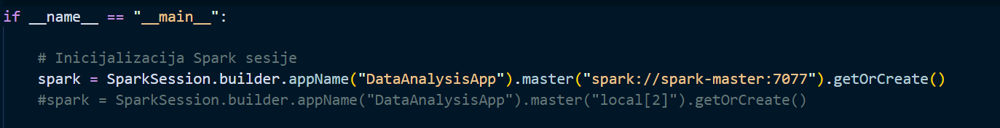 if __name__ == "__main__":
# Inicijalizacija Spark sesije
spark = SparkSession.builder.appName("DataAnalysisApp").master("spark://spark-master:7077").getOrCreate()
#spark = SparkSession.builder.appName("DataAnalysisApp").master("local[2]").getOrCreate()